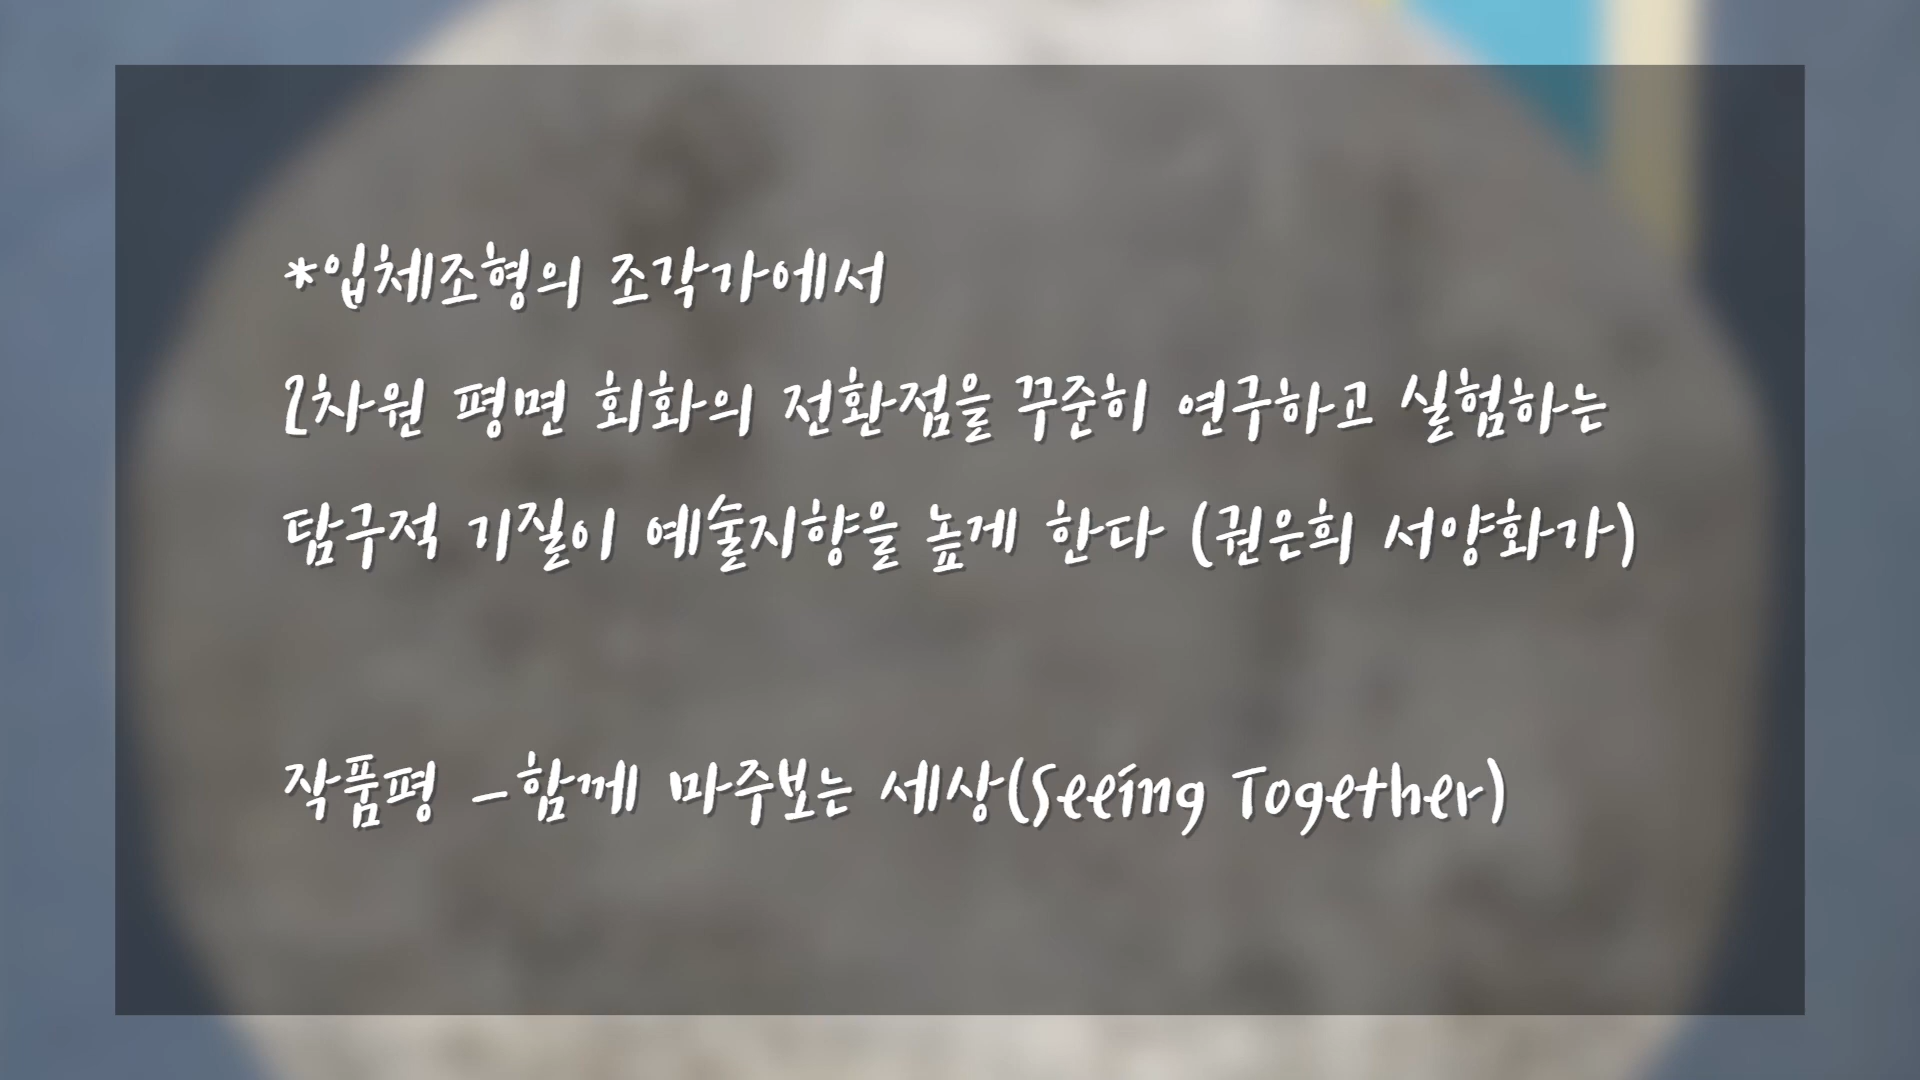 *입체조형의 조각가에서
2차원 평면 회화의 전환점을 꾸준히 연구하고 실험하는
탐구적 기질이 예술지향을 높게 한다 (권은희 서양화가)
작품평 -함께 마주보는 세상(Seeing Together)